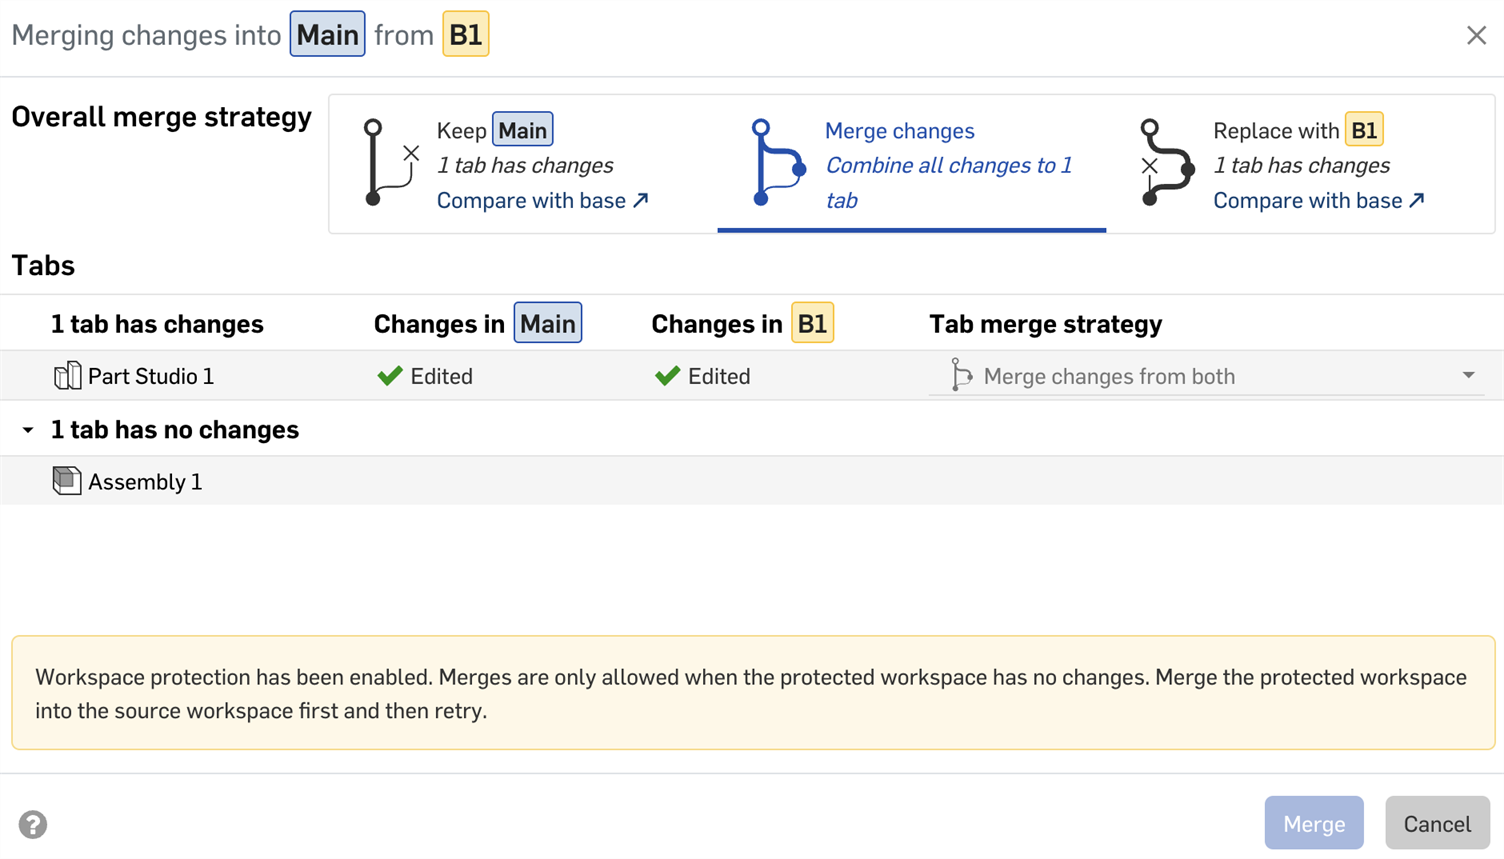 Merging changes into Main from B1
Overall merge strategy
Keep Main
1 tab has changes
Compare with base
Merge changes
Combine all changes to 1
tab
Replace with B1
1 tab has changes
Compare with base
Tabs
1 tab has changes Changes in Main Changes in B1 Tab merge strategy
Part Studio 1 Edited Edited Merge changes from both
1 tab has no changes
Assembly 1
Workspace protection has been enabled. Merges are only allowed when the protected workspace has no changes. Merge the protected workspace
into the source workspace first and then retry.
? Merge Cancel